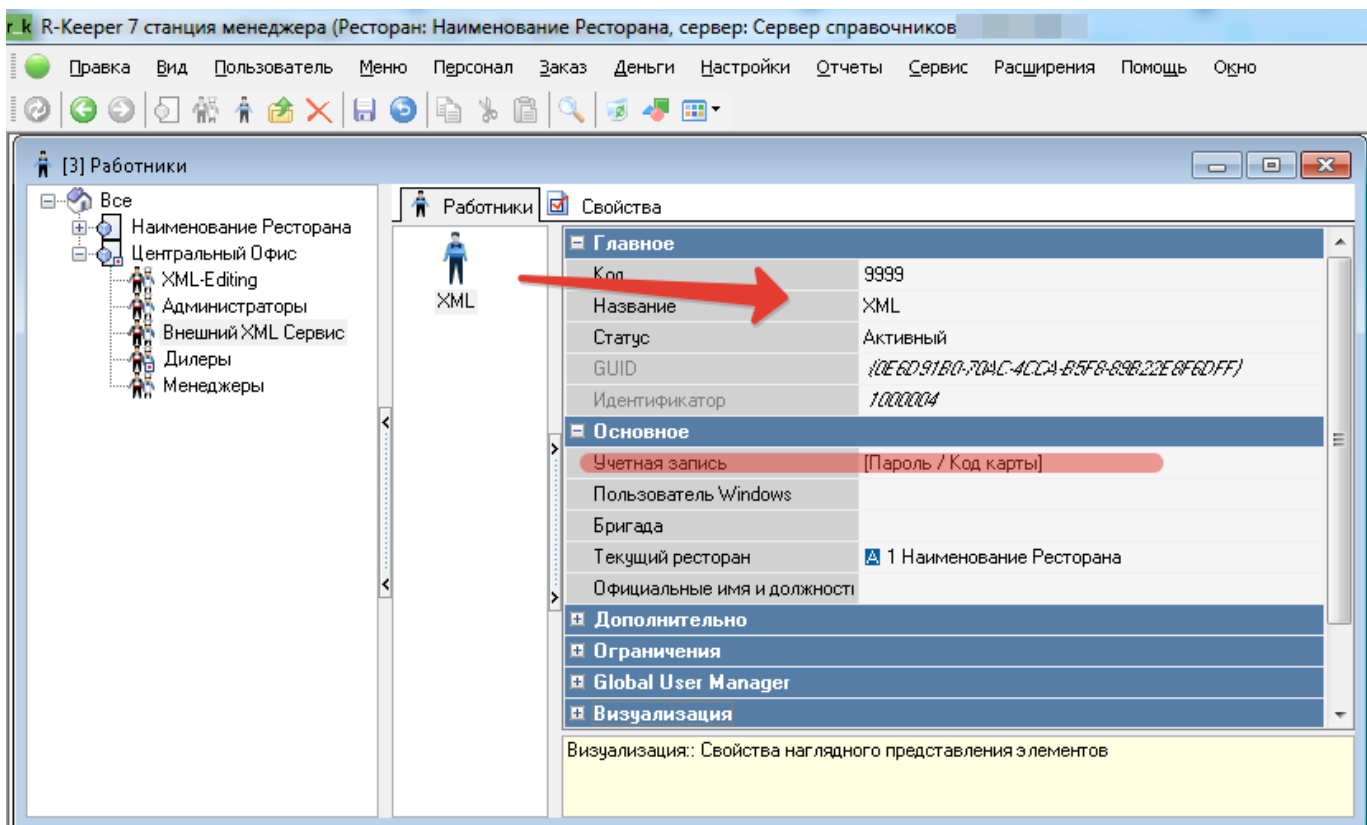 r_k R-Keeper 7 станция менеджера (Ресторан: Наименование Ресторана, сервер: Сервер справочников
Правка Вид Пользователь Меню Персонал Заказ Деньги Настройки Отчеты Сервис Расширения Помощь Окно
[3] Работники
Все
Наименование Ресторана
Центральный Офис
XML-Editing
Администраторы
Внешний XML Сервис
Дилеры
Менеджеры
Работники Свойства
XML
Главное
Код 9999
Название XML
Статус Активный
GUID {0E6D91B0-70AC-4CCA-B5F8-89B22E8F6DFF}
Идентификатор 1000004
Основное
Учетная запись [Пароль / Код карты]
Пользователь Windows
Бригада
Текущий ресторан A 1 Наименование Ресторана
Официальные имя и должност
Дополнительно
Ограничения
Global User Manager
Визуализация
Визуализация:: Свойства наглядного представления элементов